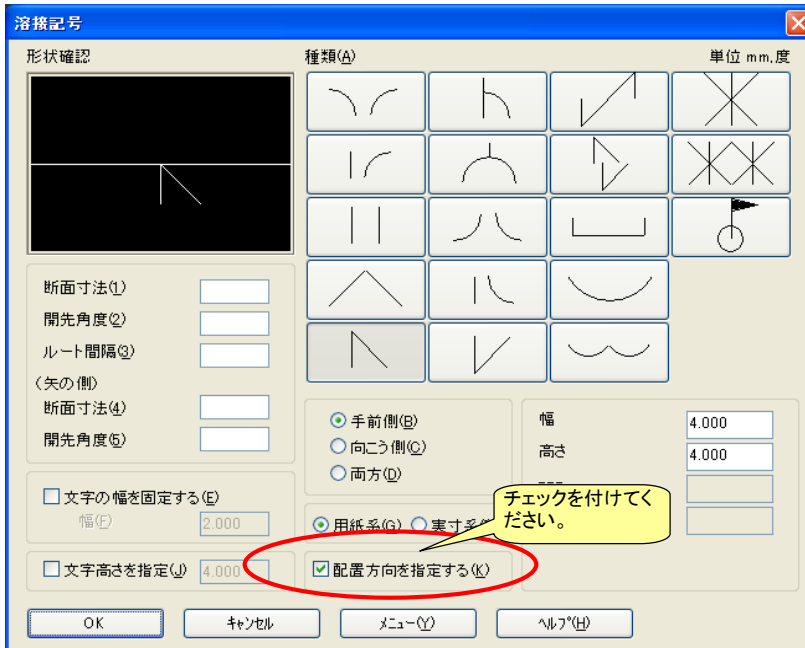 溶接記号
形状確認
種類(A)
単位 mm,度
断面寸法(1)
開先角度(2)
ルート間隔(3)
(矢の側)
断面寸法(4)
開先角度(5)
手前側(B)
向こう側(C)
両方(D)
幅
4.000
高さ
4.000
文字の幅を固定する(E)
幅(F)
2.000
用紙系(G)
実寸系
チェックを付けてく
ださい。
文字高さを指定(J)
4.000
配置方向を指定する(K)
OK
キャンセル
メニュー(Y)
ヘルプ(H)